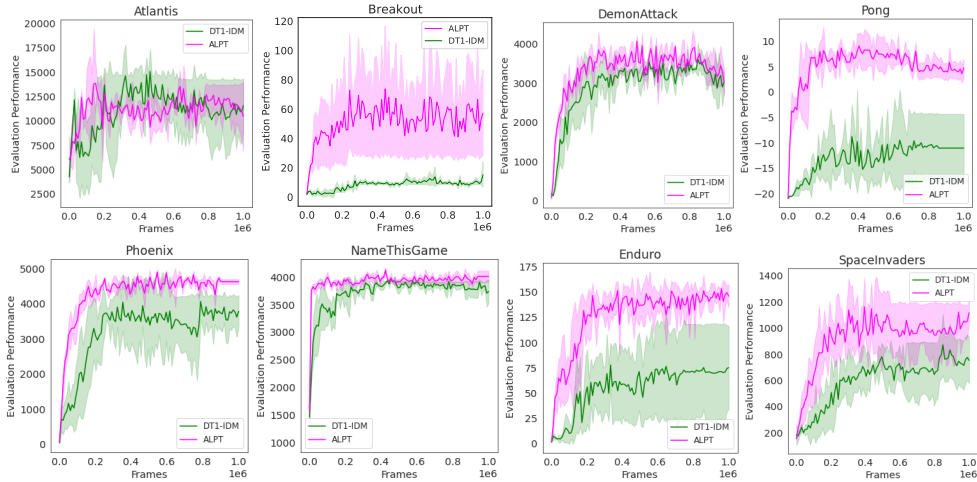 Atlantis
Evaluation Performance
20000
17500
15000
12500
10000
7500
5000
2500
DT1-IDM
ALPT
0.0 0.2 0.4 0.6 0.8 1.0
Frames
1e6
Breakout
Evaluation Performance
120
100
80
60
40
20
0
ALPT
DT1-IDM
0.0 0.2 0.4 0.6 0.8 1.0
Frames
1e6
DemonAttack
Evaluation Performance
4000
3000
2000
1000
0
DT1-IDM
ALPT
0.0 0.2 0.4 0.6 0.8 1.0
Frames
1e6
Pong
Evaluation Performance
10
5
0
−5
−10
−15
−20
DT1-IDM
ALPT
0.0 0.2 0.4 0.6 0.8 1.0
Frames
1e6
Phoenix
Evaluation Performance
5000
4000
3000
2000
1000
0
DT1-IDM
ALPT
0.0 0.2 0.4 0.6 0.8 1.0
Frames
1e6
NameThisGame
Evaluation Performance
4000
3500
3000
2500
2000
1500
1000
DT1-IDM
ALPT
0.0 0.2 0.4 0.6 0.8 1.0
Frames
1e6
Enduro
Evaluation Performance
175
150
125
100
75
50
25
0
DT1-IDM
ALPT
0.0 0.2 0.4 0.6 0.8 1.0
Frames
1e6
SpaceInvaders
Evaluation Performance
1400
1200
1000
800
600
400
200
DT1-IDM
ALPT
0.0 0.2 0.4 0.6 0.8 1.0
Frames
1e6